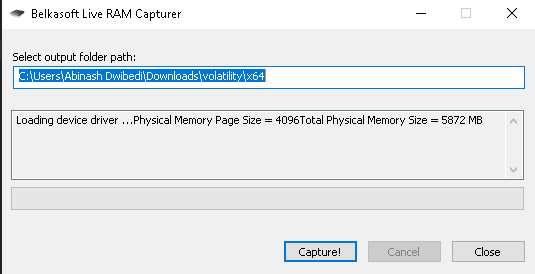 Belkasoft Live RAM Capturer
Select output folder path:
C:\Users\Abinash Dwibedi\Downloads\volatility\x64
Loading device driver ...Physical Memory Page Size = 4096Total Physical Memory Size = 5872 MB
Capture! Cancel Close